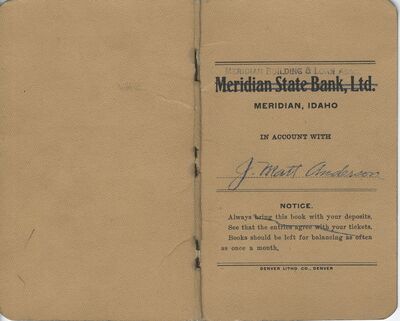 MERIDIAN BUILDING & LOAN ASSN.
Meridian State Bank, Ltd.
MERIDIAN, IDAHO
IN ACCOUNT WITH
J. Matt Anderson
NOTICE.
Always bring this book with your deposits.
See that the entries agree with your tickets.
Books should be left for balancing as often
as once a month.
DENVER LITHO CO., DENVER